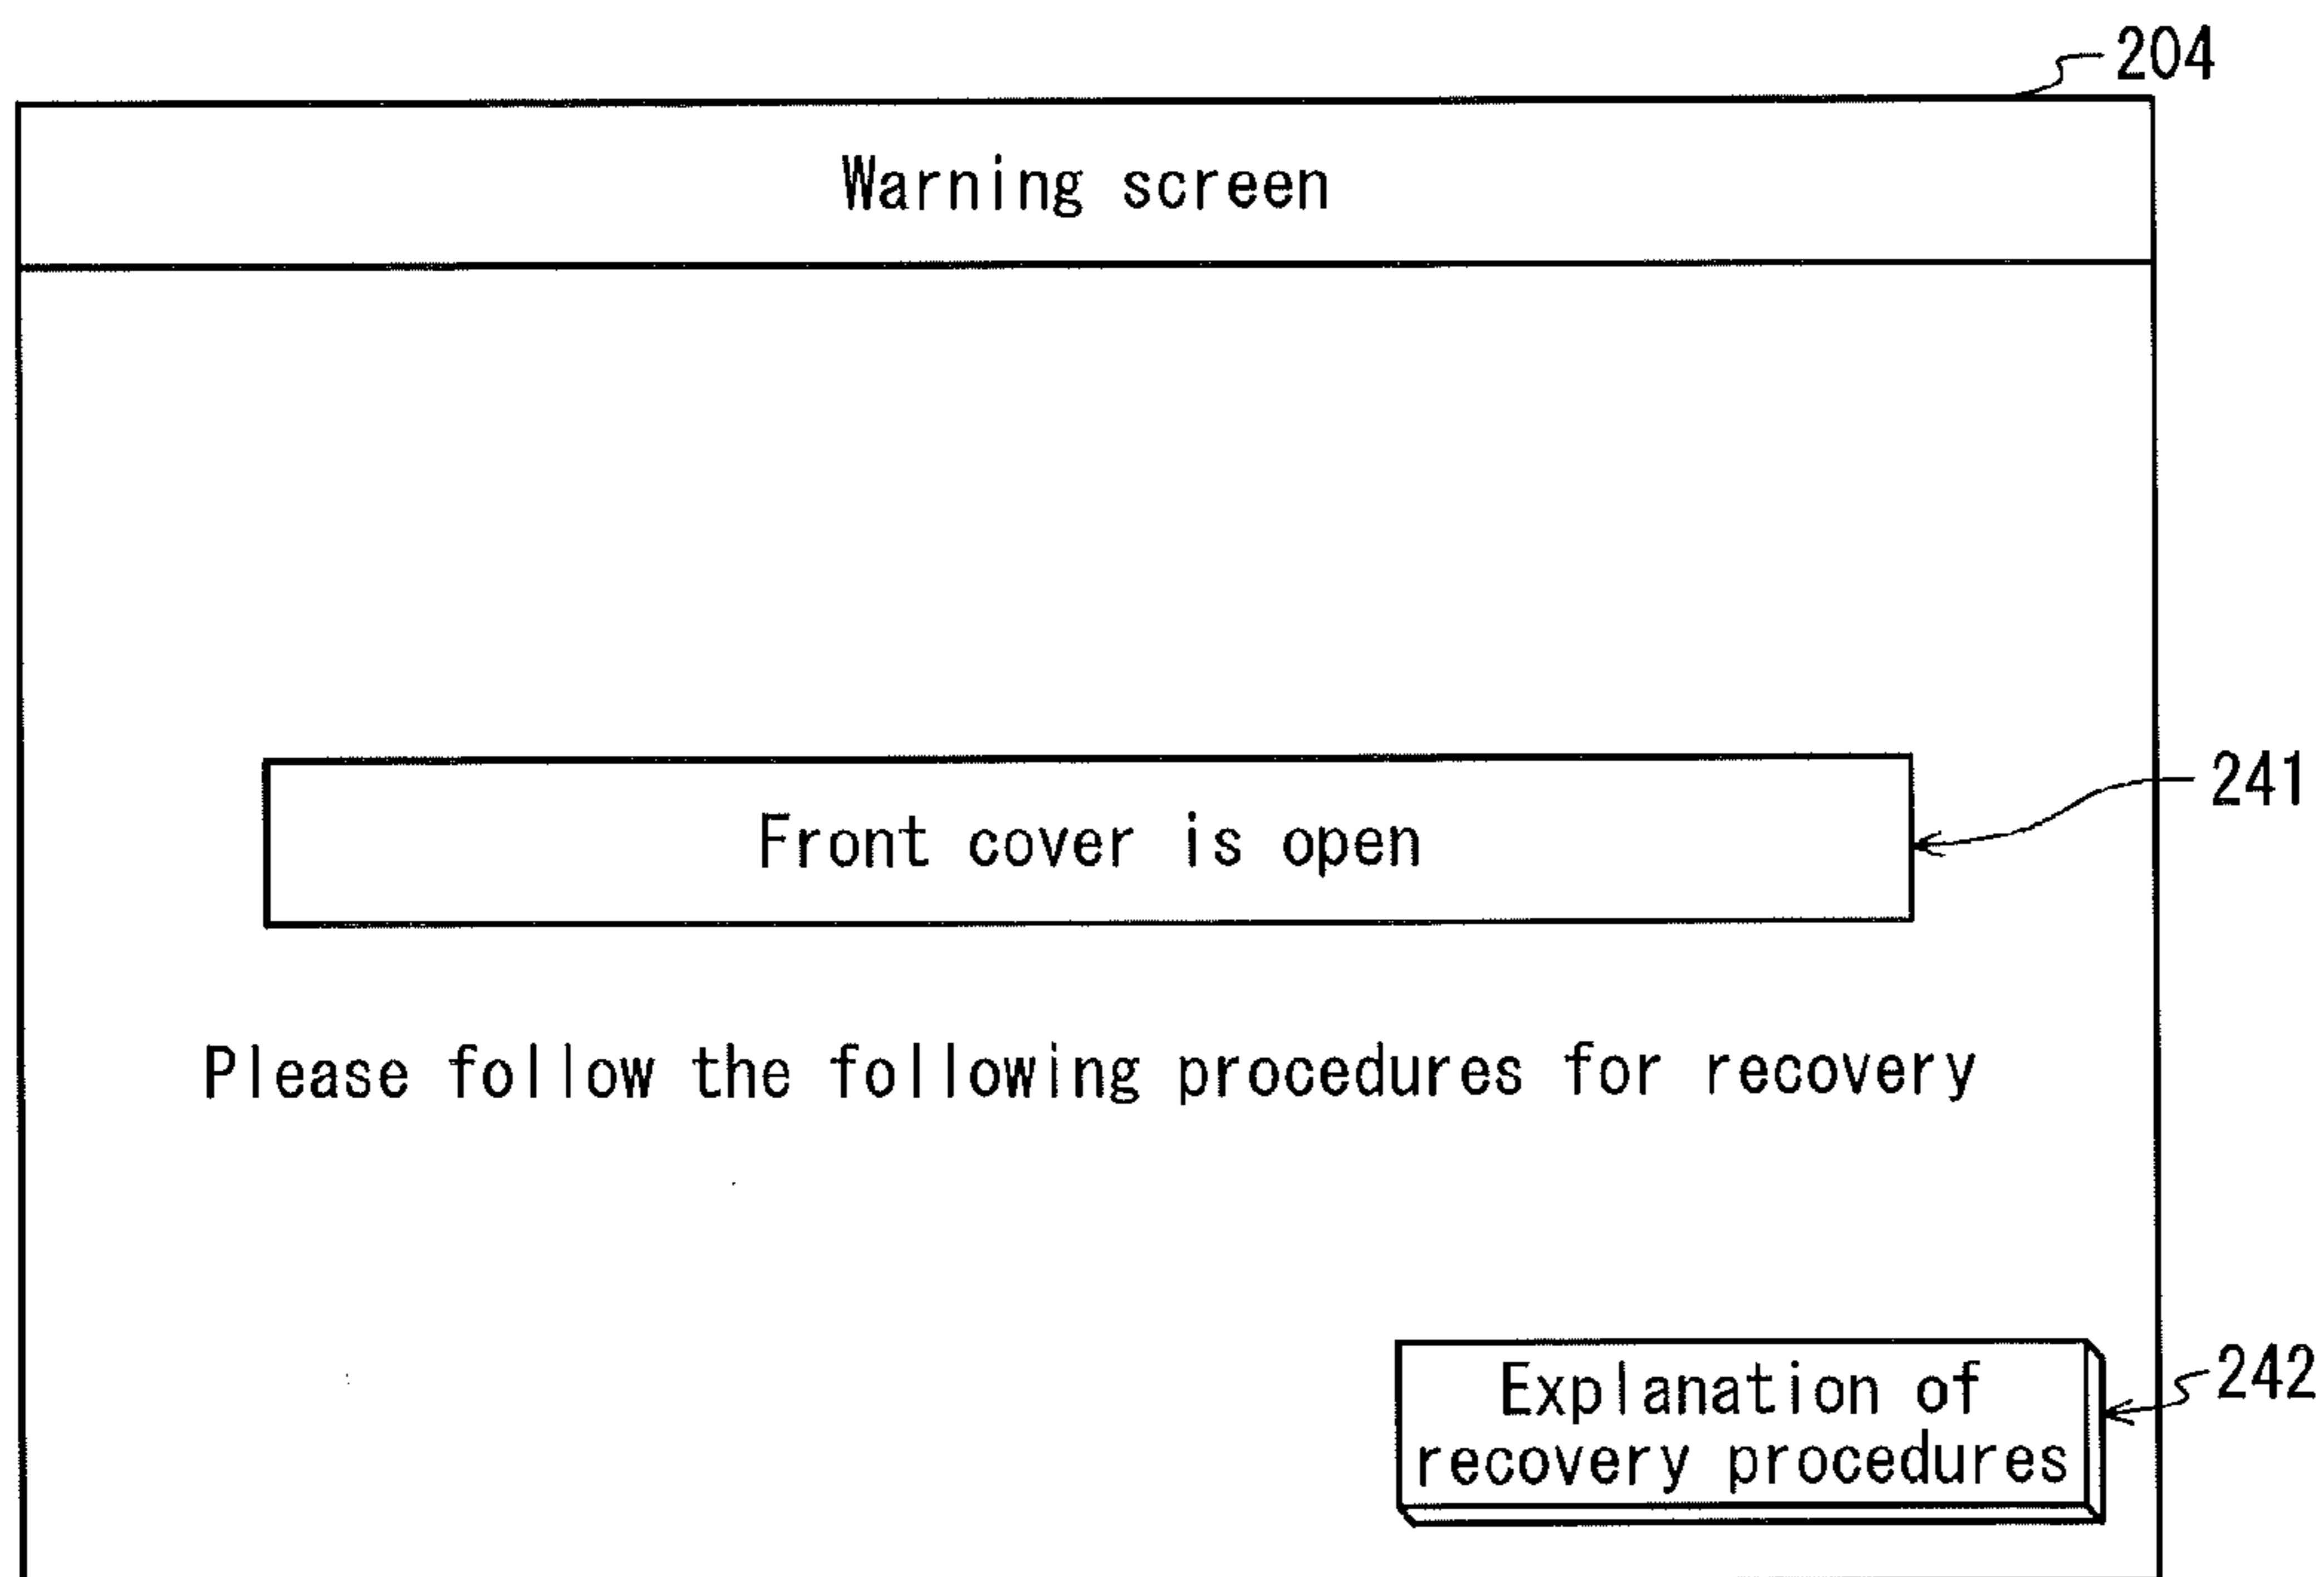 204
Warning screen
241
Front cover is open
Please follow the following procedures for recovery
242
Explanation of
recovery procedures